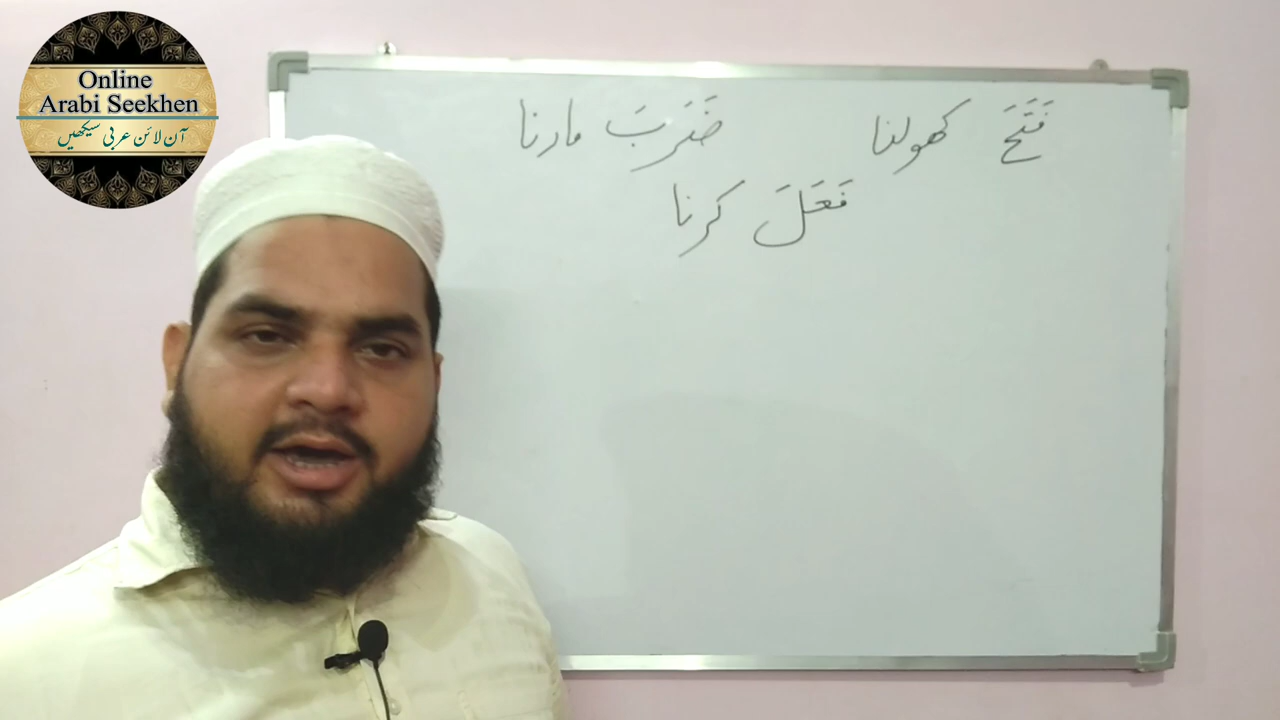 Online
Arabi Seekhen
آن لائن عربی سیکھیں
فَتَحَ کھولنا ضَرَبَ مارنا
فَعَلَ کرنا